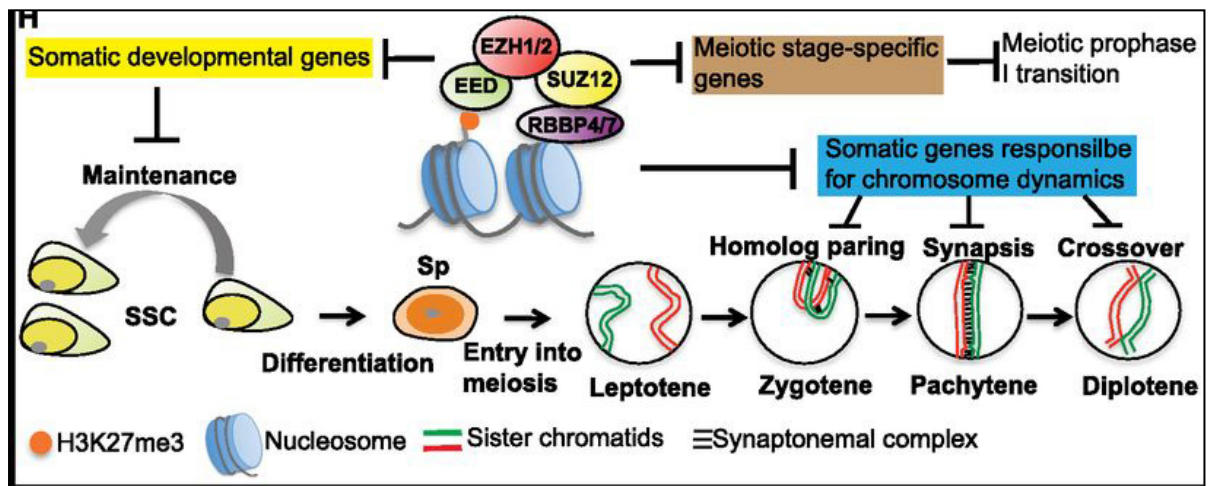 H
Somatic developmental genes
EZH1/2
EED
SUZ12
RBBP4/7
Meiotic stage-specific
genes
Meiotic prophase
I transition
Somatic genes responsilbe
for chromosome dynamics
Maintenance
SSC
Sp
Differentiation
Entry into
meiosis
Homolog paring
Synapsis
Crossover
Leptotene
Zygotene
Pachytene
Diplotene
H3K27me3
Nucleosome
Sister chromatids
Synaptonemal complex